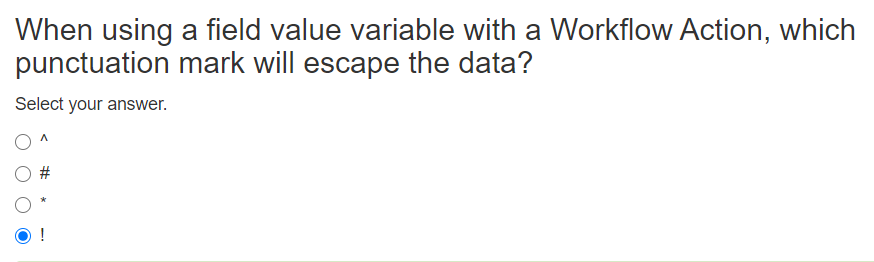 When using a field value variable with a Workflow Action, which
punctuation mark will escape the data?
Select your answer.
^
#
*
!